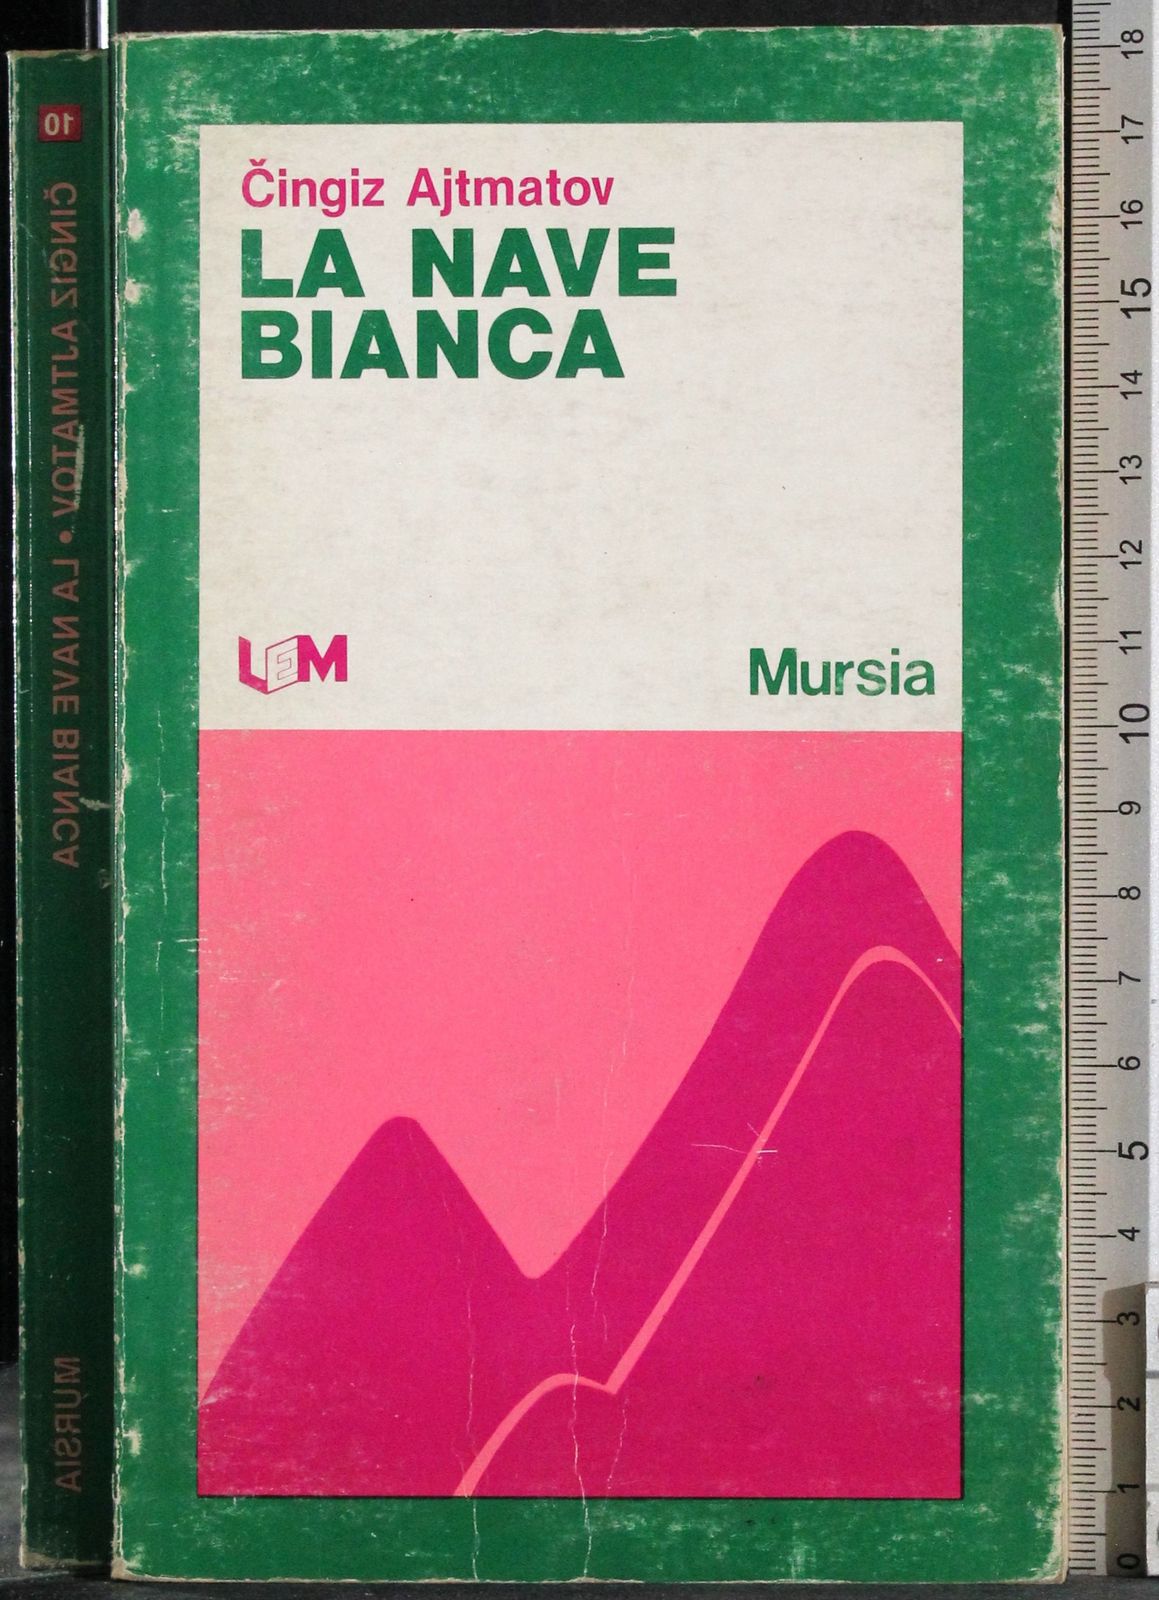 Čingiz Ajtmatov
LA NAVE
BIANCA
LEM
Mursia
10
ČINGIZ AJTMATOV • LA NAVE BIANCA
MURSIA
18
17
16
15
14
13
12
11
10
9
8
7
6
5
4
3
2
1
0